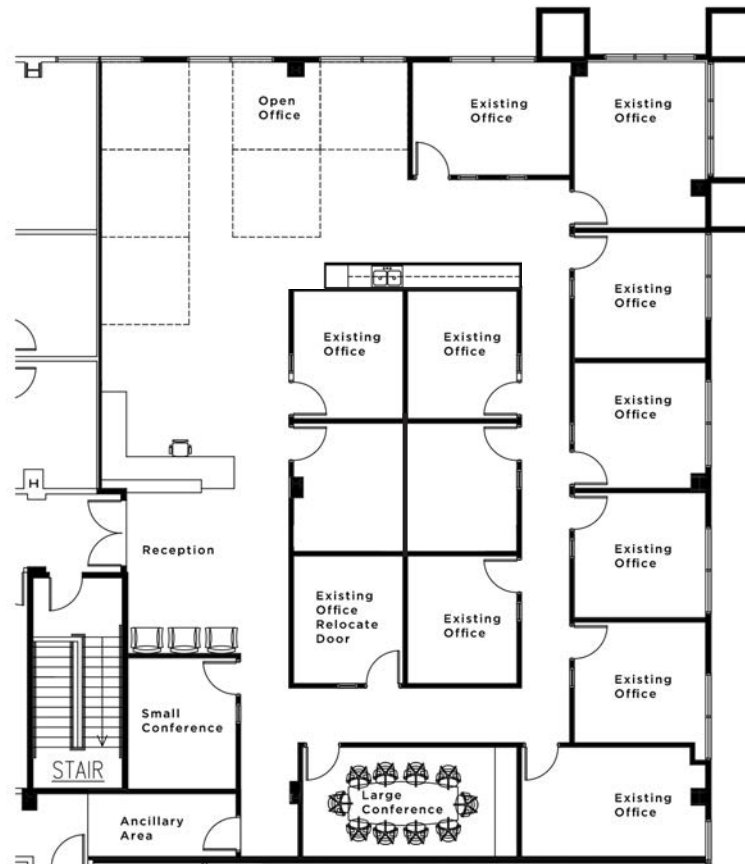 H
Open
Office
Existing
Office
Existing
Office
Existing
Office
Existing
Office
Existing
Office
Existing
Office
H
Existing
Office
Reception
Existing
Office
Relocate
Door
Existing
Office
Existing
Office
Small
Conference
STAIR
Large
Conference
Existing
Office
Ancillary
Area